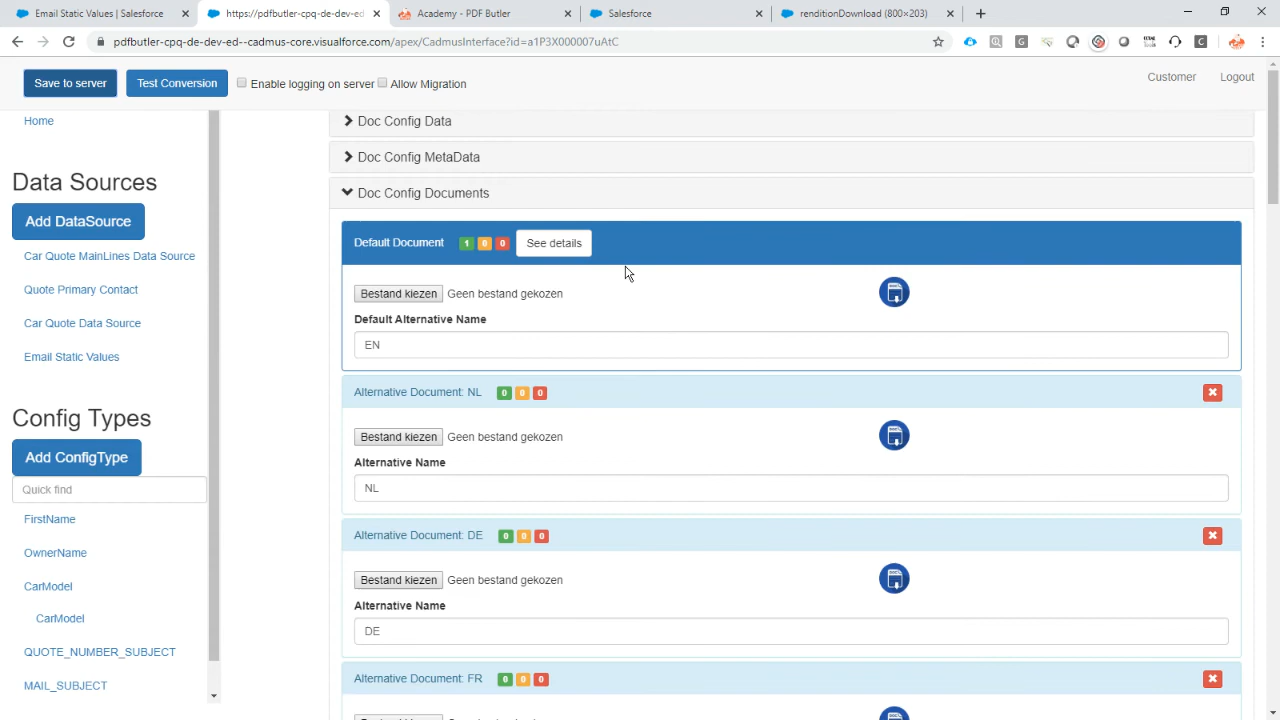 Email Static Values | Salesforce
https://pdfbutler-cpq-de-dev-ed
Academy - PDF Butler
Salesforce
renditionDownload (800×203)
pdfbutler-cpq-de-dev-ed--cadmus-core.visualforce.com/apex/CadmusInterface?id=a1P3X000007uAtC
Save to server
Test Conversion
Enable logging on server
Allow Migration
Customer
Logout
Home
Data Sources
Add DataSource
Car Quote MainLines Data Source
Quote Primary Contact
Car Quote Data Source
Email Static Values
Config Types
Add ConfigType
Quick find
FirstName
OwnerName
CarModel
CarModel
QUOTE_NUMBER_SUBJECT
MAIL_SUBJECT
Doc Config Data
Doc Config MetaData
Doc Config Documents
Default Document 1 0 0 See details
Bestand kiezen Geen bestand gekozen
Default Alternative Name
EN
Alternative Document: NL 0 0 0
Bestand kiezen Geen bestand gekozen
Alternative Name
NL
Alternative Document: DE 0 0 0
Bestand kiezen Geen bestand gekozen
Alternative Name
DE
Alternative Document: FR 0 0 0